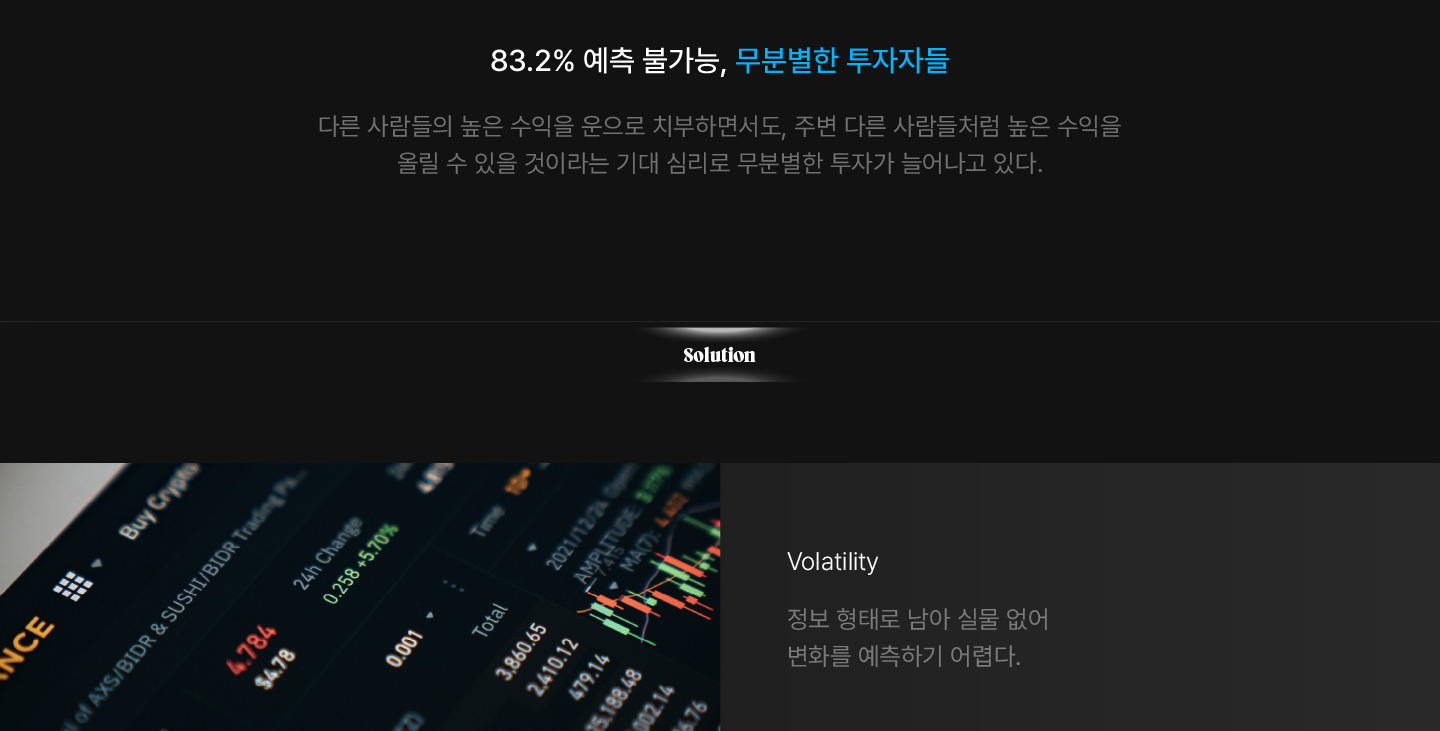 83.2% 예측 불가능, 무분별한 투자자들
다른 사람들의 높은 수익을 운으로 치부하면서도, 주변 다른 사람들처럼 높은 수익을
올릴 수 있을 것이라는 기대 심리로 무분별한 투자가 늘어나고 있다.
Solution
Buy Crypto
of AXS/BIDR & SUSHI/BIDR Trading Pa...
24h Change
0.258 +5.70%
4.784
$4.78
0.001
Time
Total
2021/12/24
Open
AMPLITUDE:
MA(7):
3,860.65
2,410.12
479.14
Volatility
정보 형태로 남아 실물 없어
변화를 예측하기 어렵다.